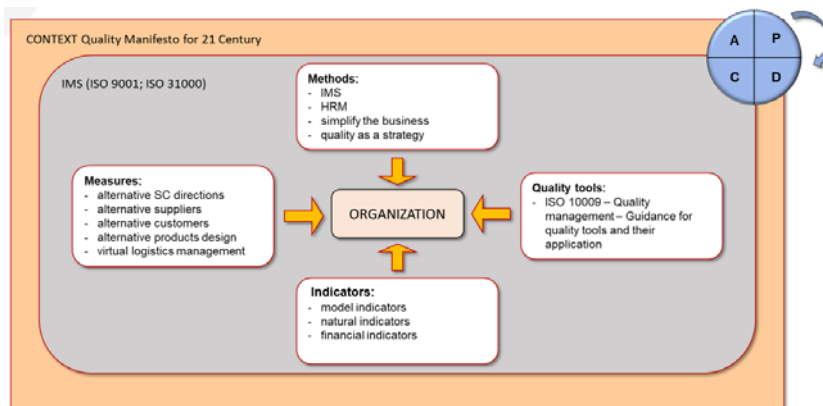 CONTEXT Quality Manifesto for 21 Century
A P
C D
IMS (ISO 9001; ISO 31000)
Methods:
- IMS
- HRM
- simplify the business
- quality as a strategy
Measures:
- alternative SC directions
- alternative suppliers
- alternative customers
- alternative products design
- virtual logistics management
ORGANIZATION
Quality tools:
- ISO 10009 – Quality
management – Guidance for
quality tools and their
application
Indicators:
- model indicators
- natural indicators
- financial indicators